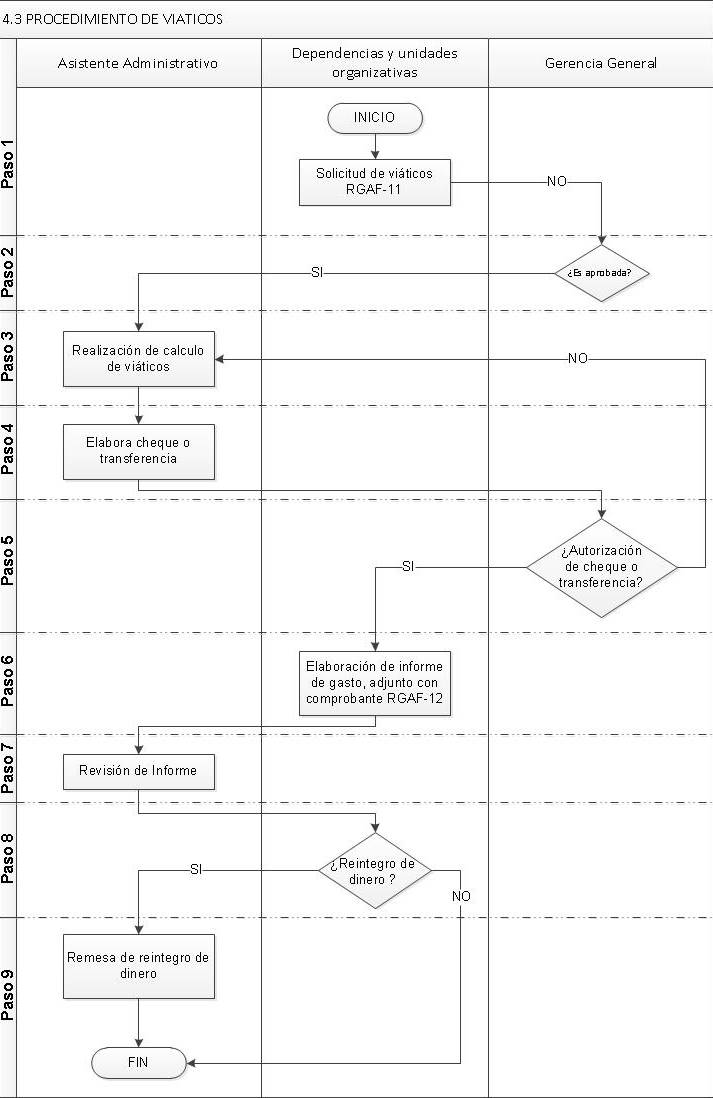 4.3 PROCEDIMIENTO DE VIATICOS
Asistente Administrativo
Dependencias y unidades
organizativas
Gerencia General
Paso 1
INICIO
Solicitud de viáticos
RGAF-11
NO
Paso 2
¿Es aprobada?
SI
Paso 3
Realización de calculo
de viáticos
NO
Paso 4
Elabora cheque o
transferencia
Paso 5
¿Autorización
de cheque o
transferencia?
SI
Paso 6
Elaboración de informe
de gasto, adjunto con
comprobante RGAF-12
Paso 7
Revisión de Informe
Paso 8
¿Reintegro de
dinero ?
SI
NO
Paso 9
Remesa de reintegro de
dinero
FIN